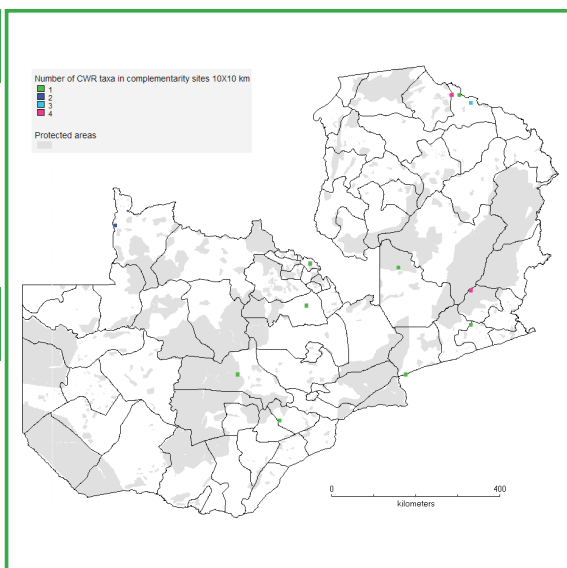 Number of CWR taxa in complementarity sites 10X10 km
1
2
3
4
Protected areas
0 400
kilometers